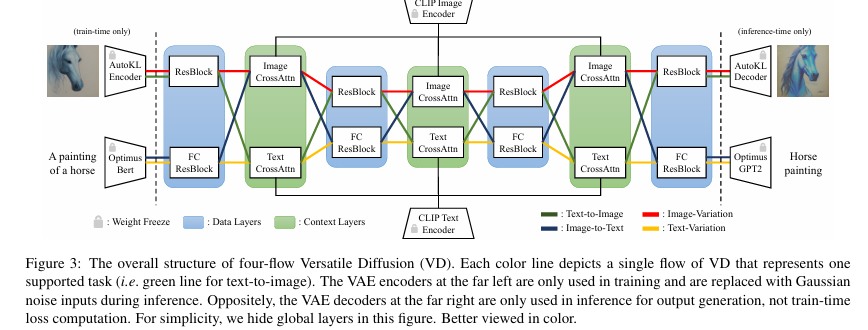 CLIP Image
Encoder
(train-time only)
(inference-time only)
AutoKL
Encoder
ResBlock
Image
CrossAttn
ResBlock
Image
CrossAttn
ResBlock
Image
CrossAttn
ResBlock
AutoKL
Decoder
A painting
of a horse
Optimus
Bert
FC
ResBlock
Text
CrossAttn
FC
ResBlock
Text
CrossAttn
FC
ResBlock
Text
CrossAttn
FC
ResBlock
Optimus
GPT2
Horse
painting
: Weight Freeze
: Data Layers
: Context Layers
CLIP Text
Encoder
: Text-to-Image
: Image-Variation
: Image-to-Text
: Text-Variation
Figure 3: The overall structure of four-flow Versatile Diffusion (VD). Each color line depicts a single flow of VD that represents one
supported task (i.e. green line for text-to-image). The VAE encoders at the far left are only used in training and are replaced with Gaussian
noise inputs during inference. Oppositely, the VAE decoders at the far right are only used in inference for output generation, not train-time
loss computation. For simplicity, we hide global layers in this figure. Better viewed in color.